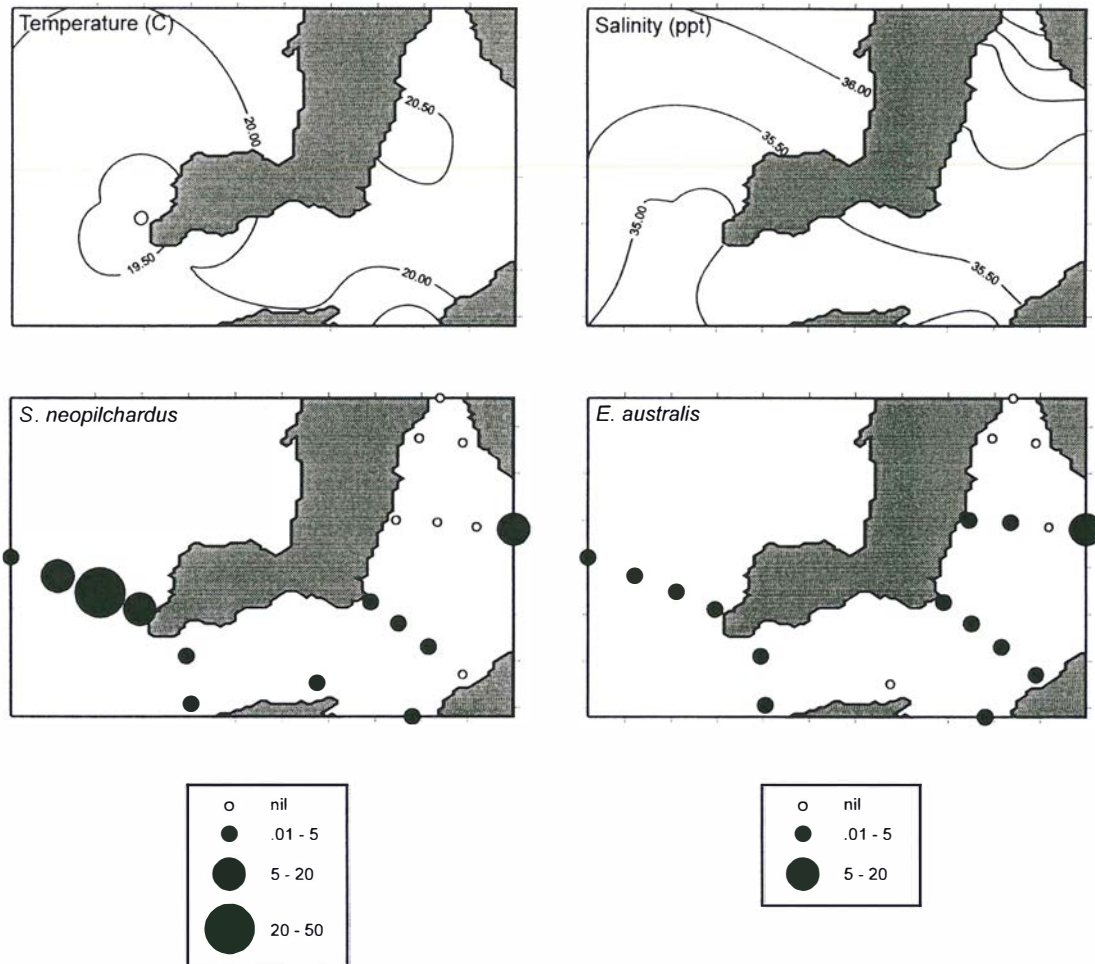 Temperature (C)
20.00
20.50
19.50
20.00
Salinity (ppt)
36.00
35.50
35.00
35.50
S. neopilchardus
E. australis
nil
.01 - 5
5 - 20
20 - 50
nil
.01 - 5
5 - 20